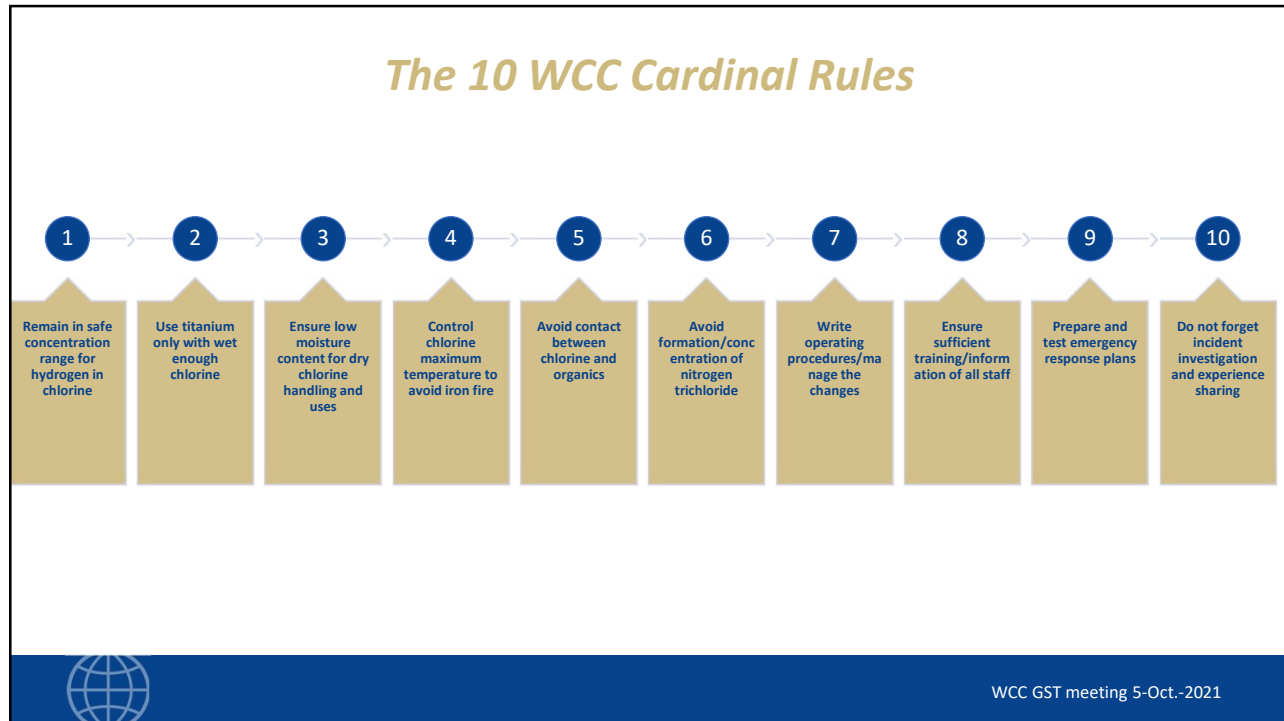 The 10 WCC Cardinal Rules
1
2
3
4
5
6
7
8
9
10
Remain in safe
concentration
range for
hydrogen in
chlorine
Use titanium
only with wet
enough
chlorine
Ensure low
moisture
content for dry
chlorine
handling and
uses
Control
chlorine
maximum
temperature to
avoid iron fire
Avoid contact
between
chlorine and
organics
Avoid
formation/conc
entration of
nitrogen
trichloride
Write
operating
procedures/ma
nage the
changes
Ensure
sufficient
training/inform
ation of all staff
Prepare and
test emergency
response plans
Do not forget
incident
investigation
and experience
sharing
WCC GST meeting 5-Oct.-2021